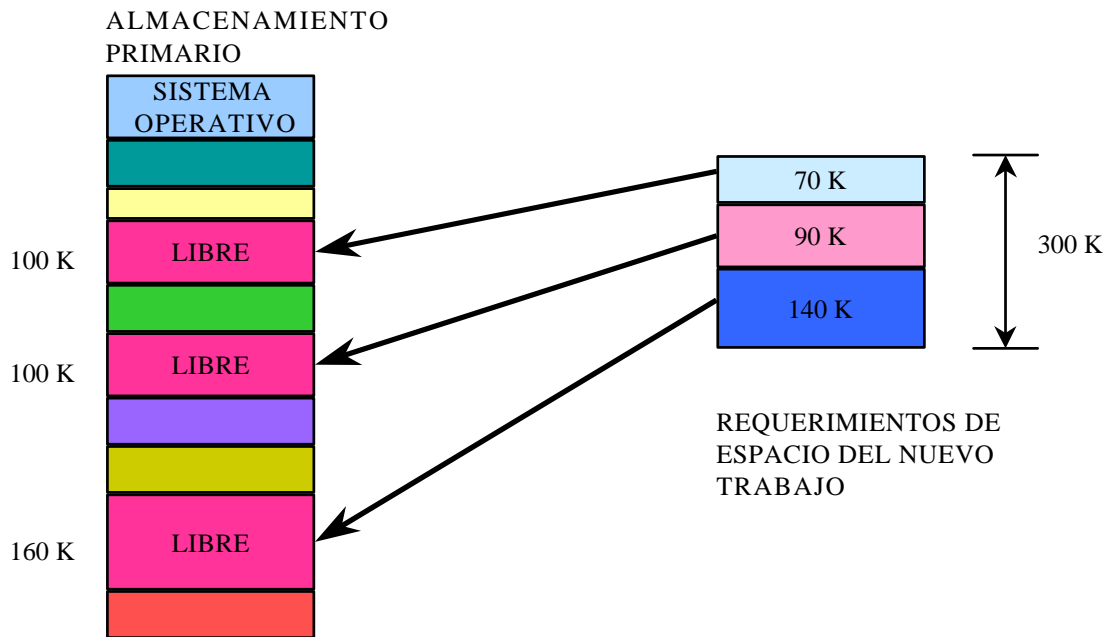 ALMACENAMIENTO
PRIMARIO
SISTEMA
OPERATIVO
100 K
LIBRE
100 K
LIBRE
160 K
LIBRE
70 K
90 K
140 K
300 K
REQUERIMIENTOS DE
ESPACIO DEL NUEVO
TRABAJO